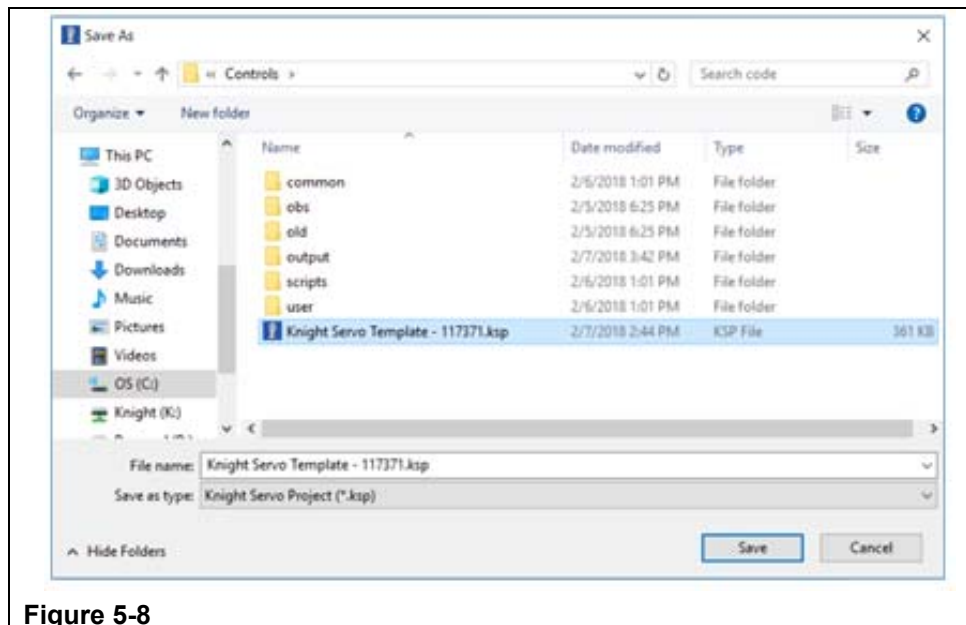 Save As
« Controls >
Search code
Organize
New folder
Name Date modified Type Size
This PC
3D Objects
Desktop
Documents
Downloads
Music
Pictures
Videos
OS (C:)
Knight (K:)
common 2/6/2018 1:01 PM File folder
obs 2/5/2018 6:25 PM File folder
old 2/5/2018 6:25 PM File folder
output 2/7/2018 3:42 PM File folder
scripts 2/6/2018 1:01 PM File folder
user 2/6/2018 1:01 PM File folder
Knight Servo Template - 117371.ksp 2/7/2018 2:44 PM KSP File 361 KB
File name: Knight Servo Template - 117371.ksp
Save as type: Knight Servo Project (*.ksp)
Hide Folders
Save
Cancel
Figure 5-8